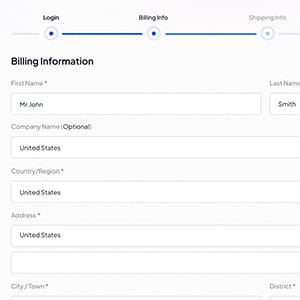 Login Billing Info Shipping Info
Billing Information
First Name * Last Name
Mr.John Smith
Company Name (Optional)
United States
Country/Region *
United States
Address *
United States
City / Town * District *